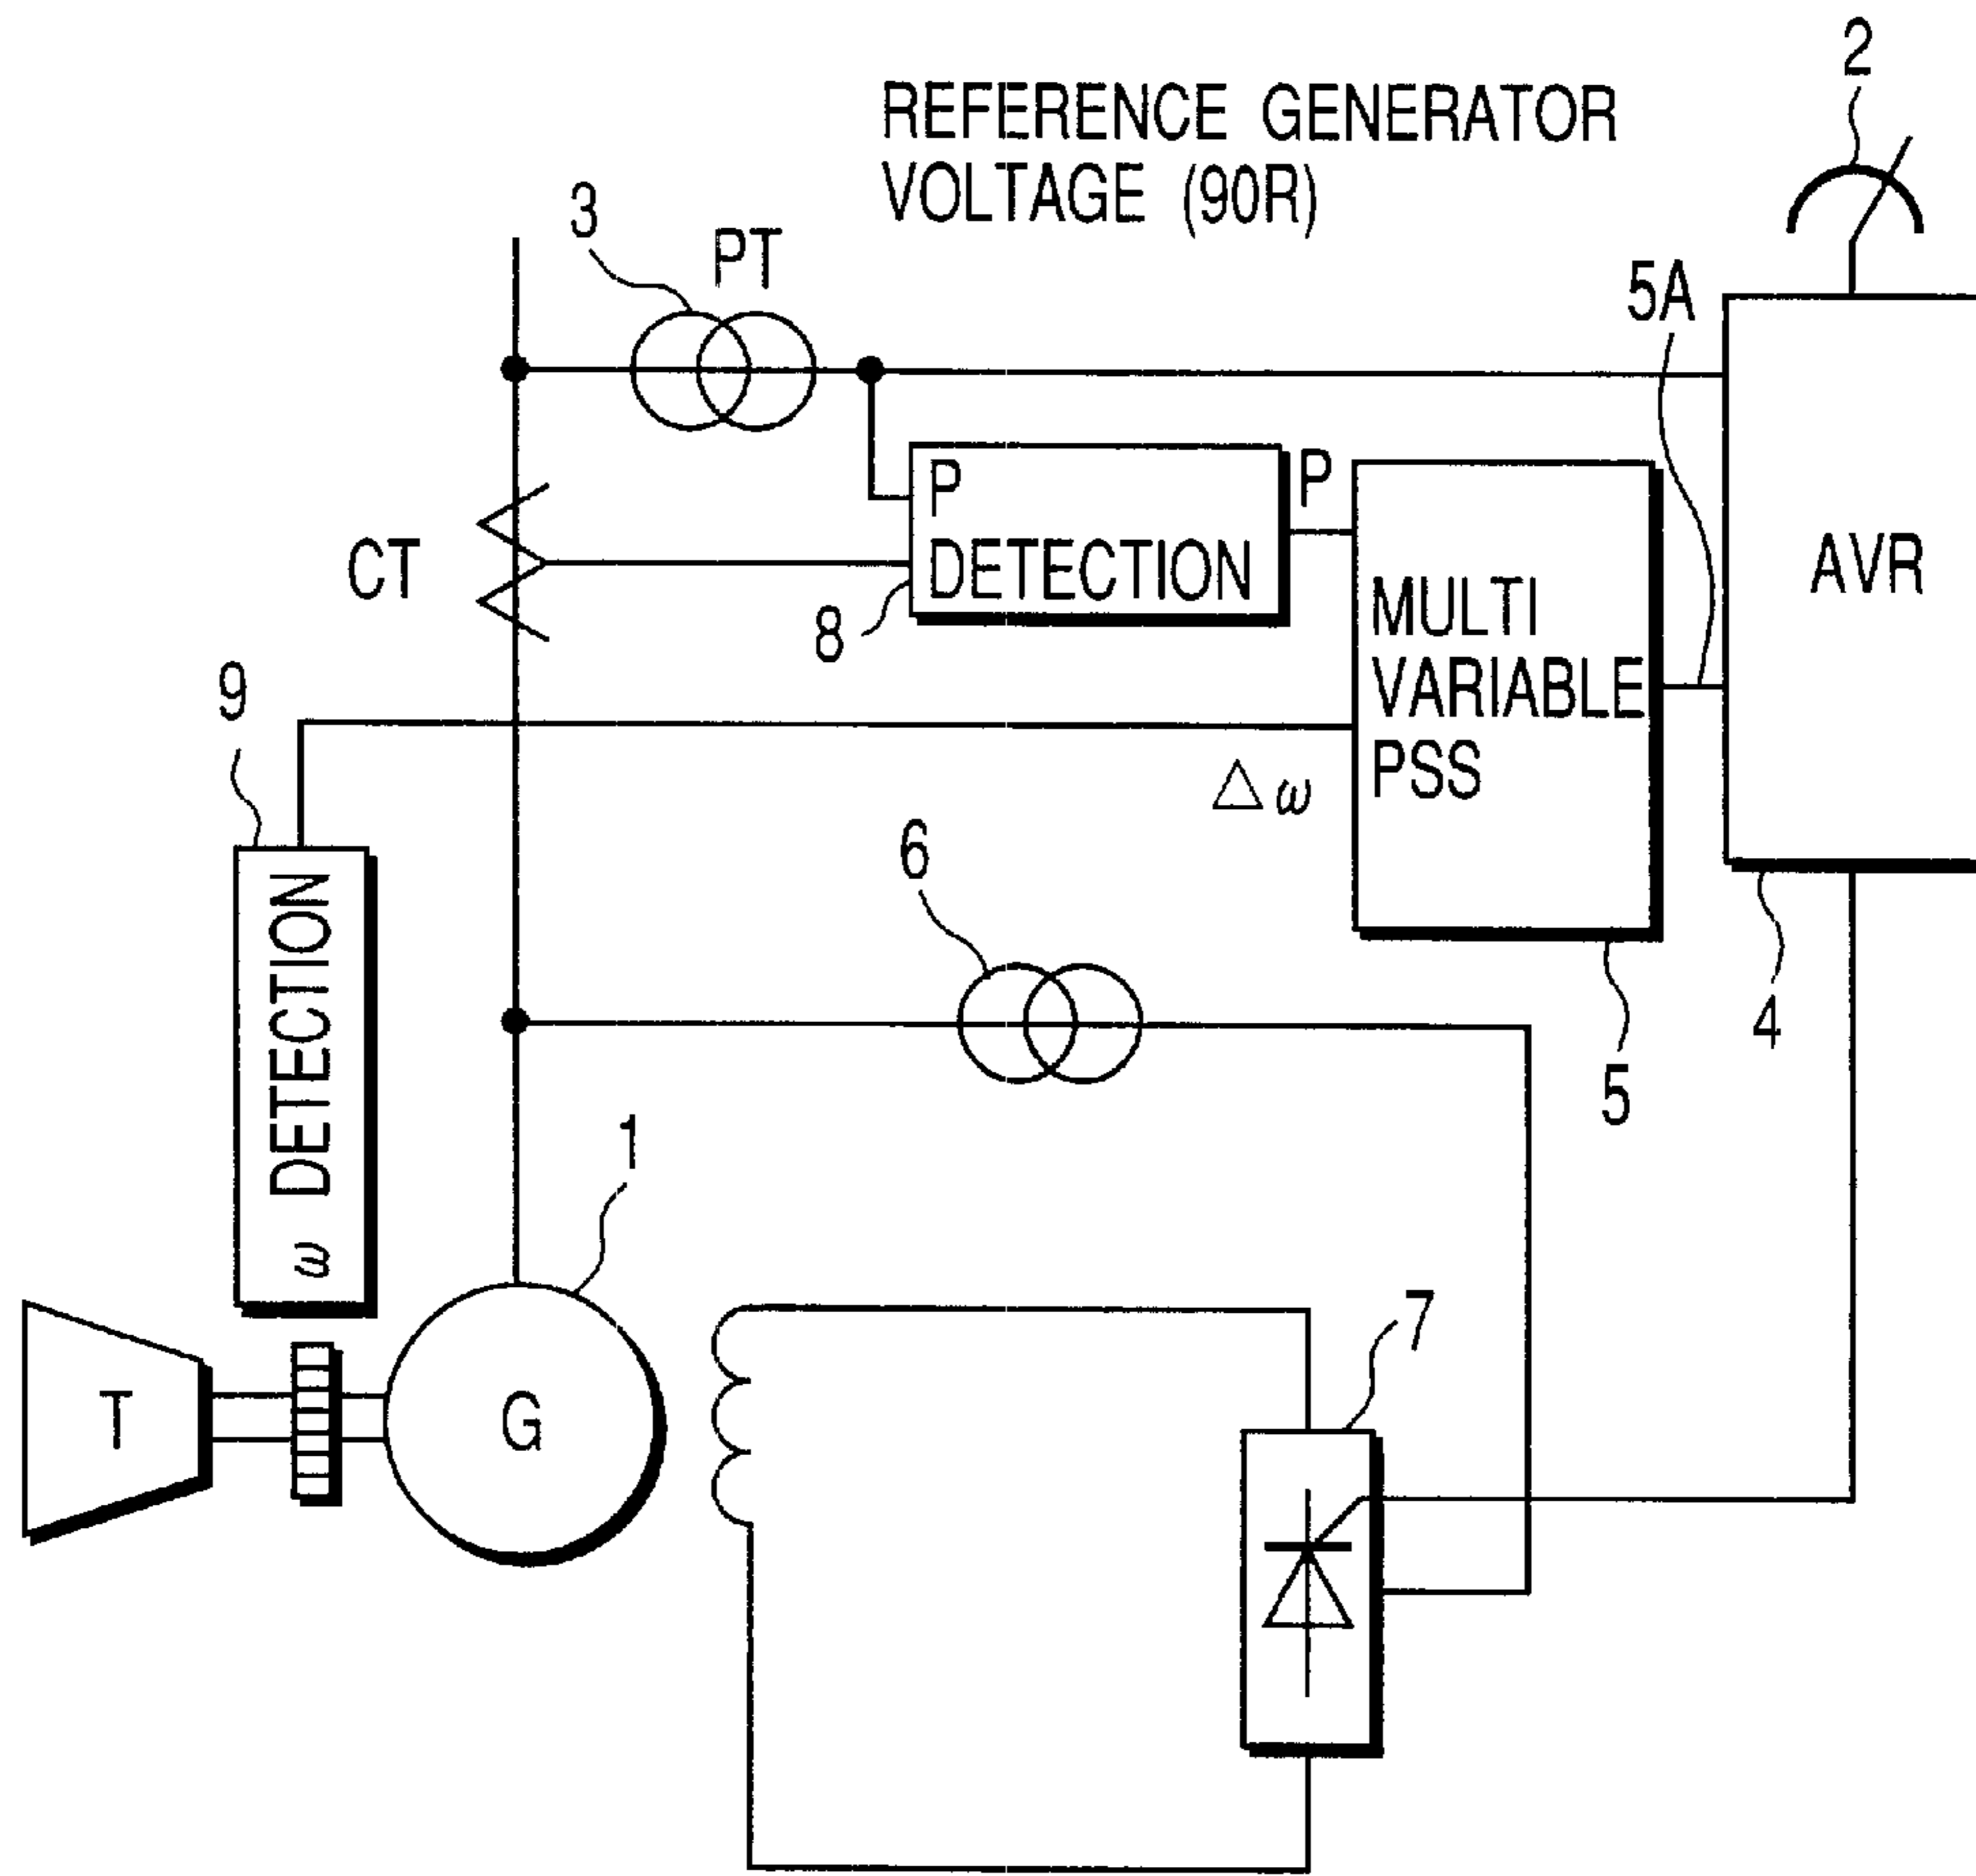 2
REFERENCE GENERATOR
VOLTAGE (90R)
3
PT
5A
P
DETECTION
P
CT
8
MULTI
VARIABLE
PSS
AVR
9
Δω
6
ω DETECTION
4
5
1
7
T
G